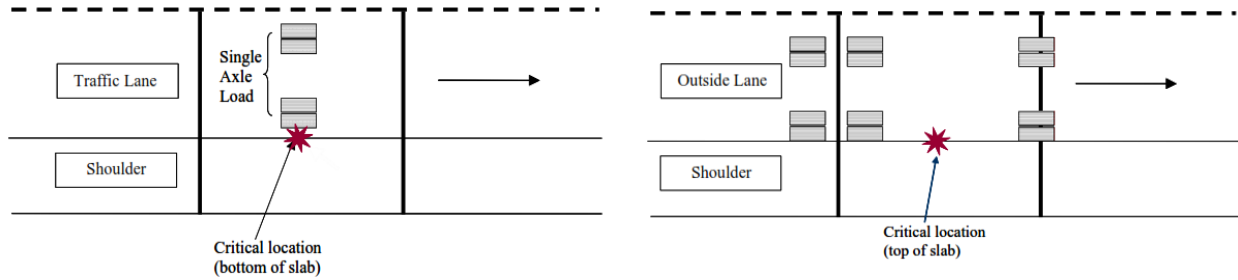 Single
Axle
Load
Traffic Lane
Shoulder
Critical location
(bottom of slab)
Outside Lane
Shoulder
Critical location
(top of slab)